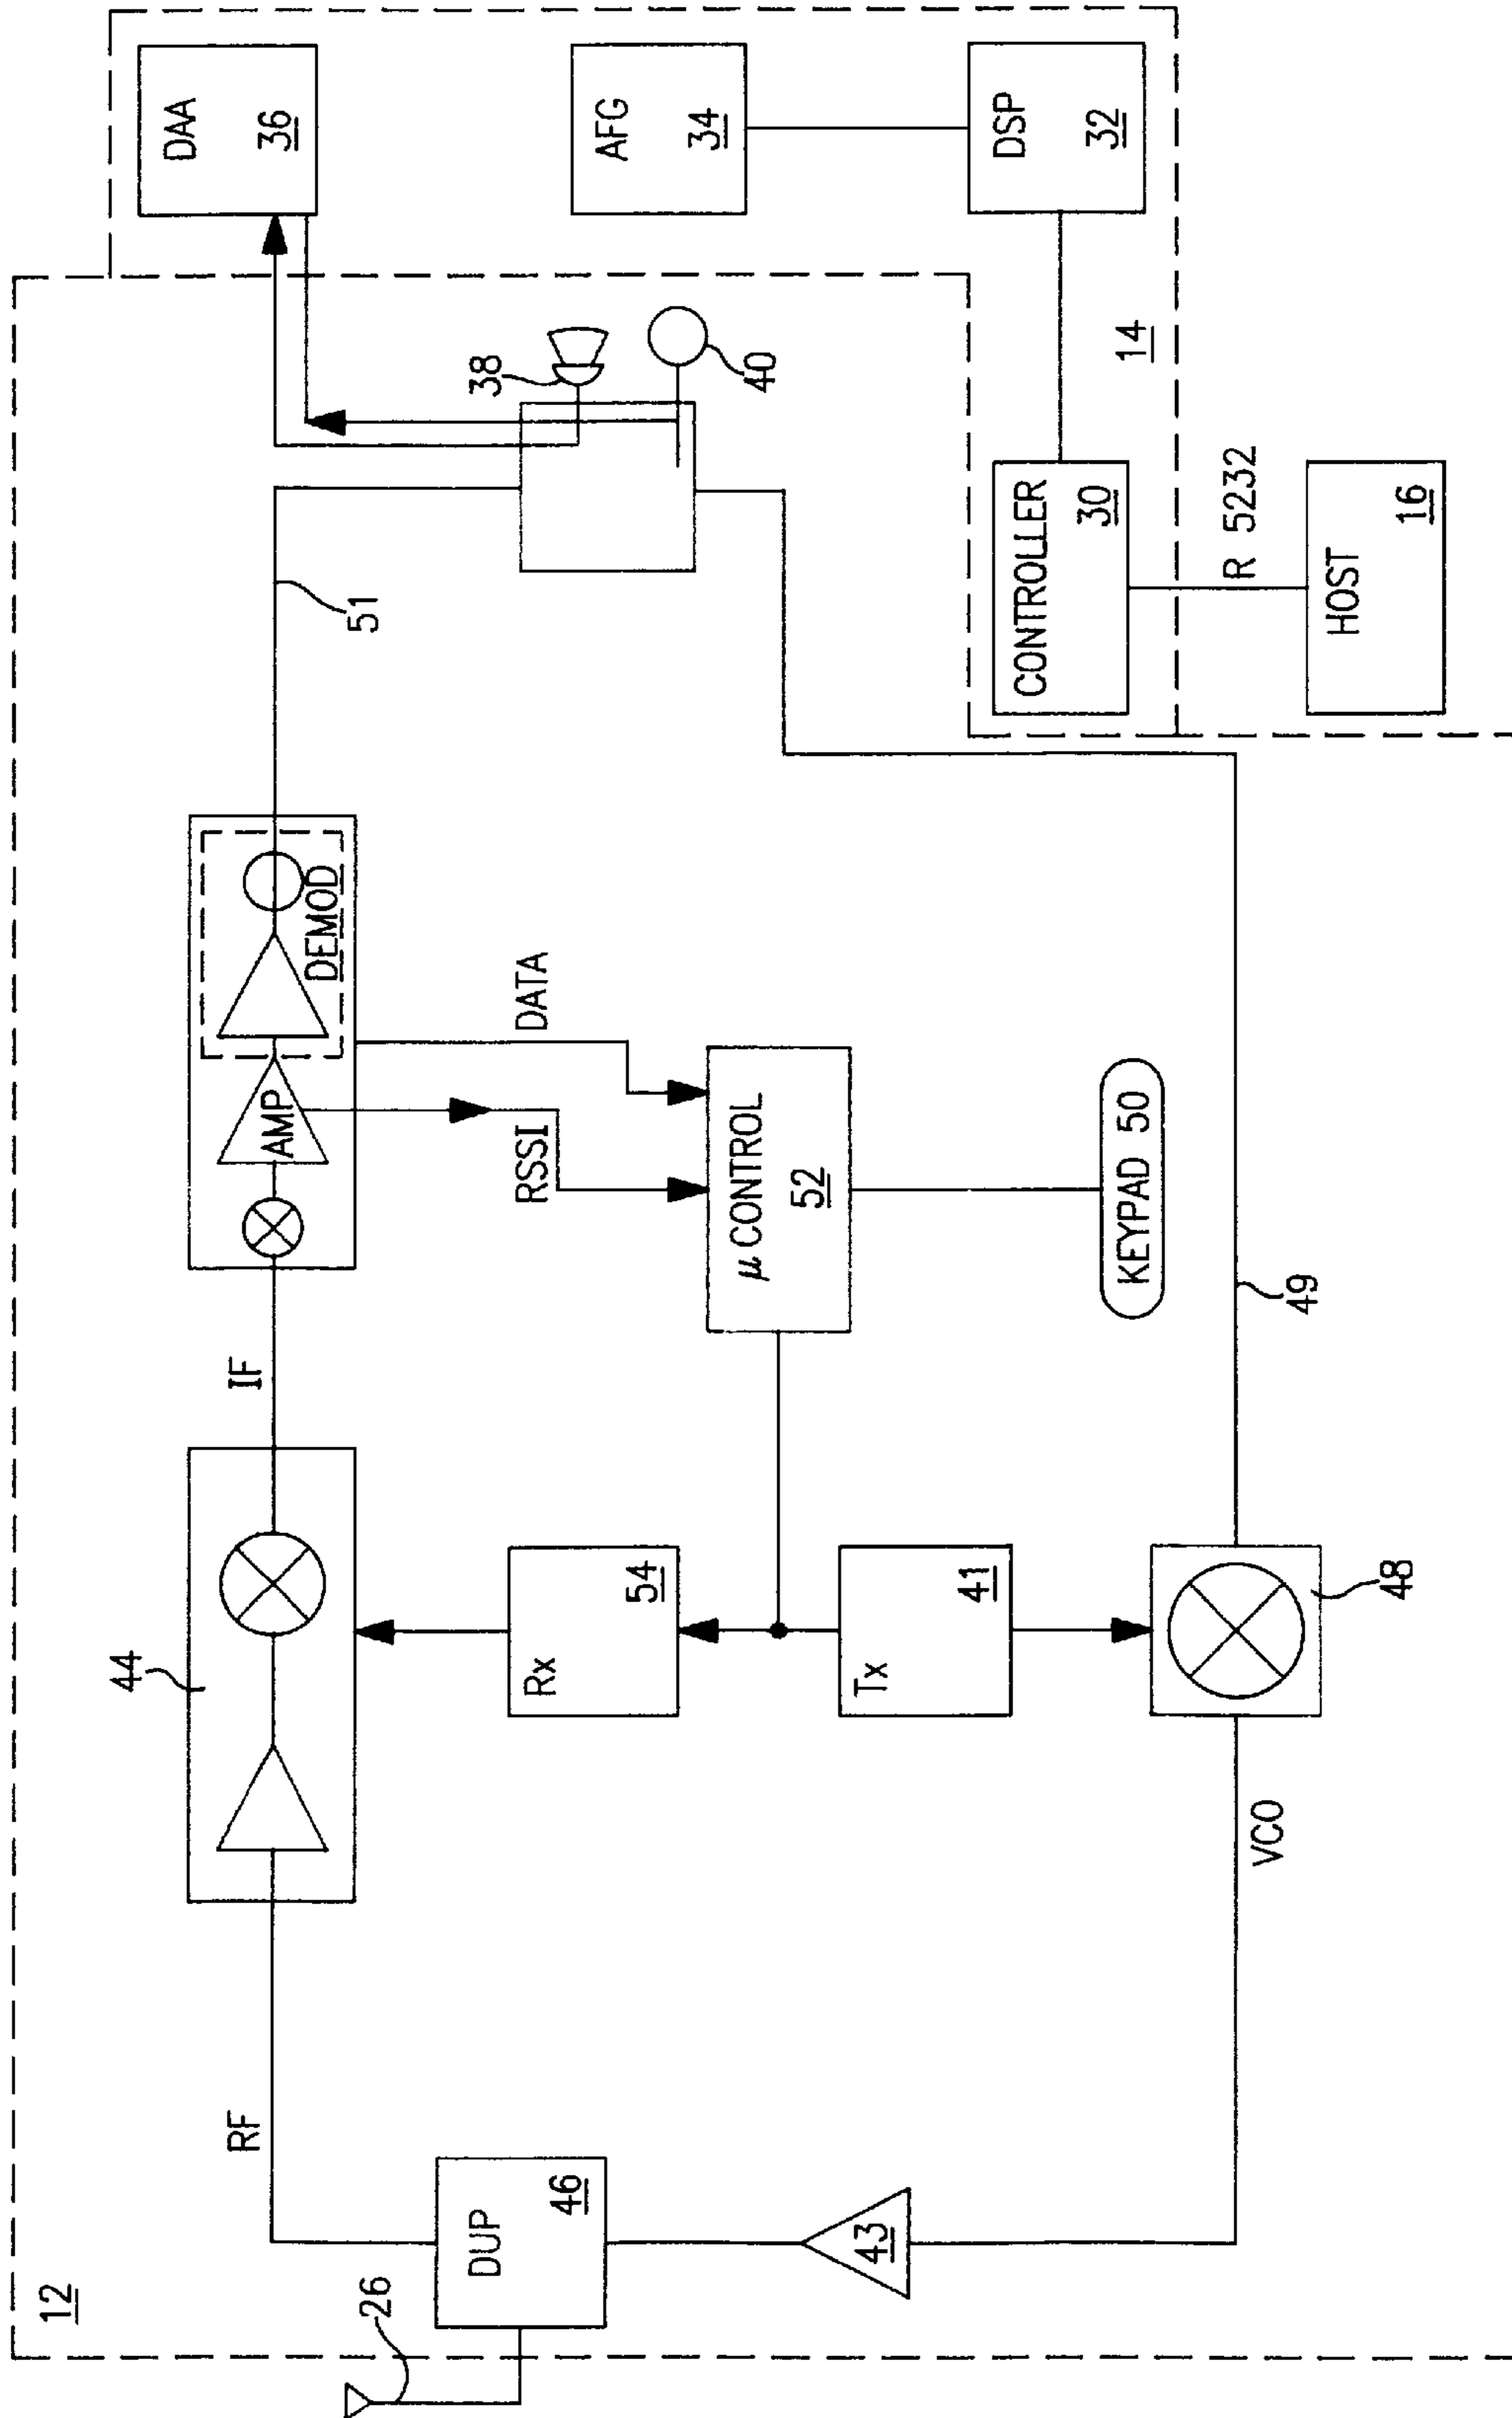 12
26
DUP
46
RF
43
VCO
44
Rx
54
Tx
41
48
IF
AMP
DEMOD
RSSI
DATA
μ CONTROL
52
KEYPAD 50
49
51
38
40
DAA
36
AFG
34
DSP
32
14
CONTROLLER
30
R 5232
HOST
16